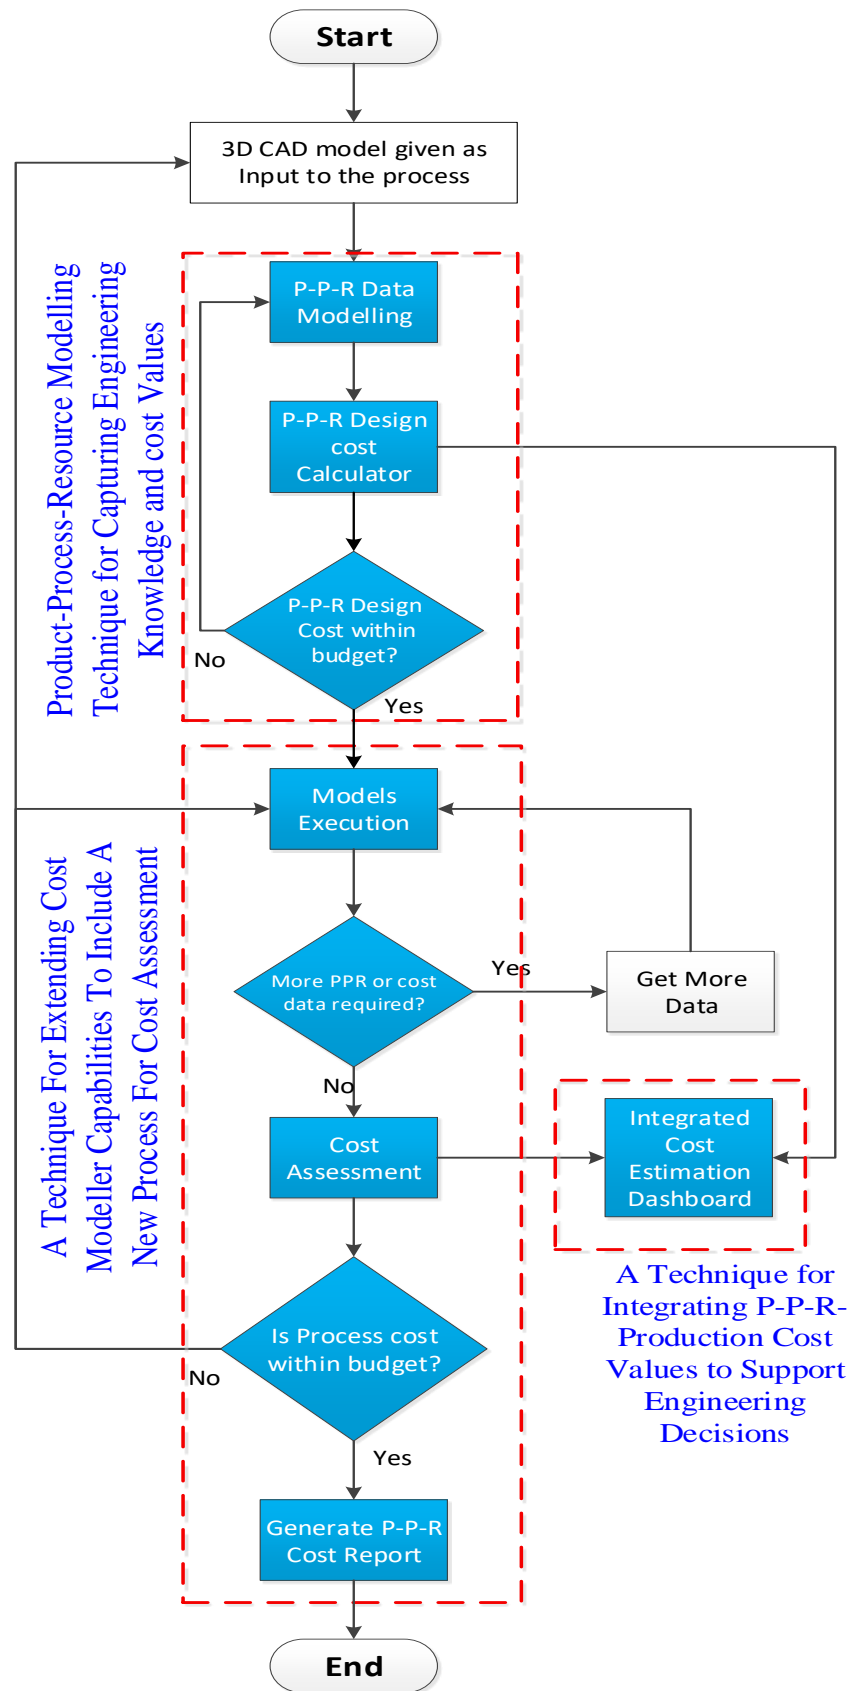 Start
3D CAD model given as
Input to the process
Product-Process-Resource Modelling
Technique for Capturing Engineering
Knowledge and cost Values
P-P-R Data
Modelling
P-P-R Design
cost
Calculator
P-P-R Design
Cost within
budget?
No
Yes
A Technique For Extending Cost
Modeller Capabilities To Include A
New Process For Cost Assessment
Models
Execution
More PPR or cost
data required?
Yes
Get More
Data
No
Cost
Assessment
Integrated
Cost
Estimation
Dashboard
A Technique for
Integrating P-P-R-
Production Cost
Values to Support
Engineering
Decisions
Is Process cost
within budget?
No
Yes
Generate P-P-R
Cost Report
End